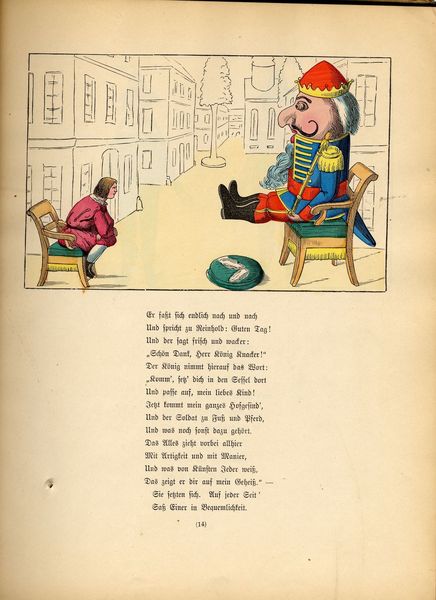 Er faßt sich endlich nach und nach
Und spricht zu Reinhold: Guten Tag!
Und der sagt frisch und wacker:
„Schön Dank, Herr König Knacker!“
Der König nimmt hierauf das Wort:
„Komm', setz' dich in den Sessel dort
Und passe auf, mein liebes Kind!
Jetzt kommt mein ganzes Hofgesind',
Und der Soldat zu Fuß und Pferd,
Und was noch sonst dazu gehört.
Das Alles zieht vorbei allhier
Mit Artigkeit und mit Manier,
Und was von Künsten Jeder weiß,
Das zeigt er dir auf mein Geheiß.“ —
Sie setzten sich. Auf jeder Seit'
Saß Einer in Bequemlichkeit.
(14)